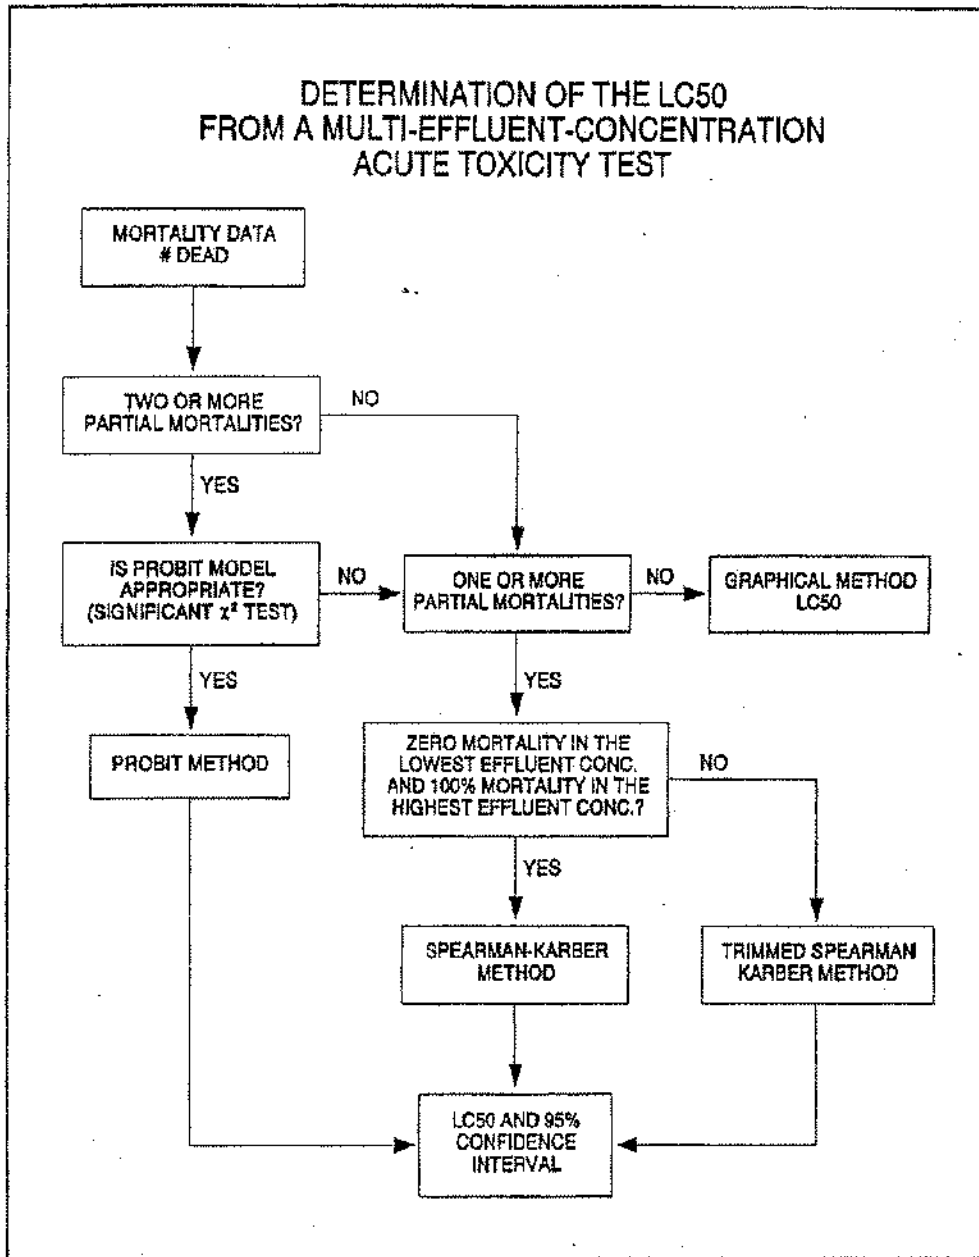 DETERMINATION OF THE LC50
FROM A MULTI-EFFLUENT-CONCENTRATION
ACUTE TOXICITY TEST
MORTALITY DATA
# DEAD
TWO OR MORE
PARTIAL MORTALITIES?
NO
YES
IS PROBIT MODEL
APPROPRIATE?
(SIGNIFICANT χ² TEST)
NO
ONE OR MORE
PARTIAL MORTALITIES?
NO
GRAPHICAL METHOD
LC50
YES
YES
PROBIT METHOD
ZERO MORTALITY IN THE
LOWEST EFFLUENT CONC.
AND 100% MORTALITY IN THE
HIGHEST EFFLUENT CONC.?
NO
YES
SPEARMAN-KARBER
METHOD
TRIMMED SPEARMAN
KARBER METHOD
LC50 AND 95%
CONFIDENCE
INTERVAL